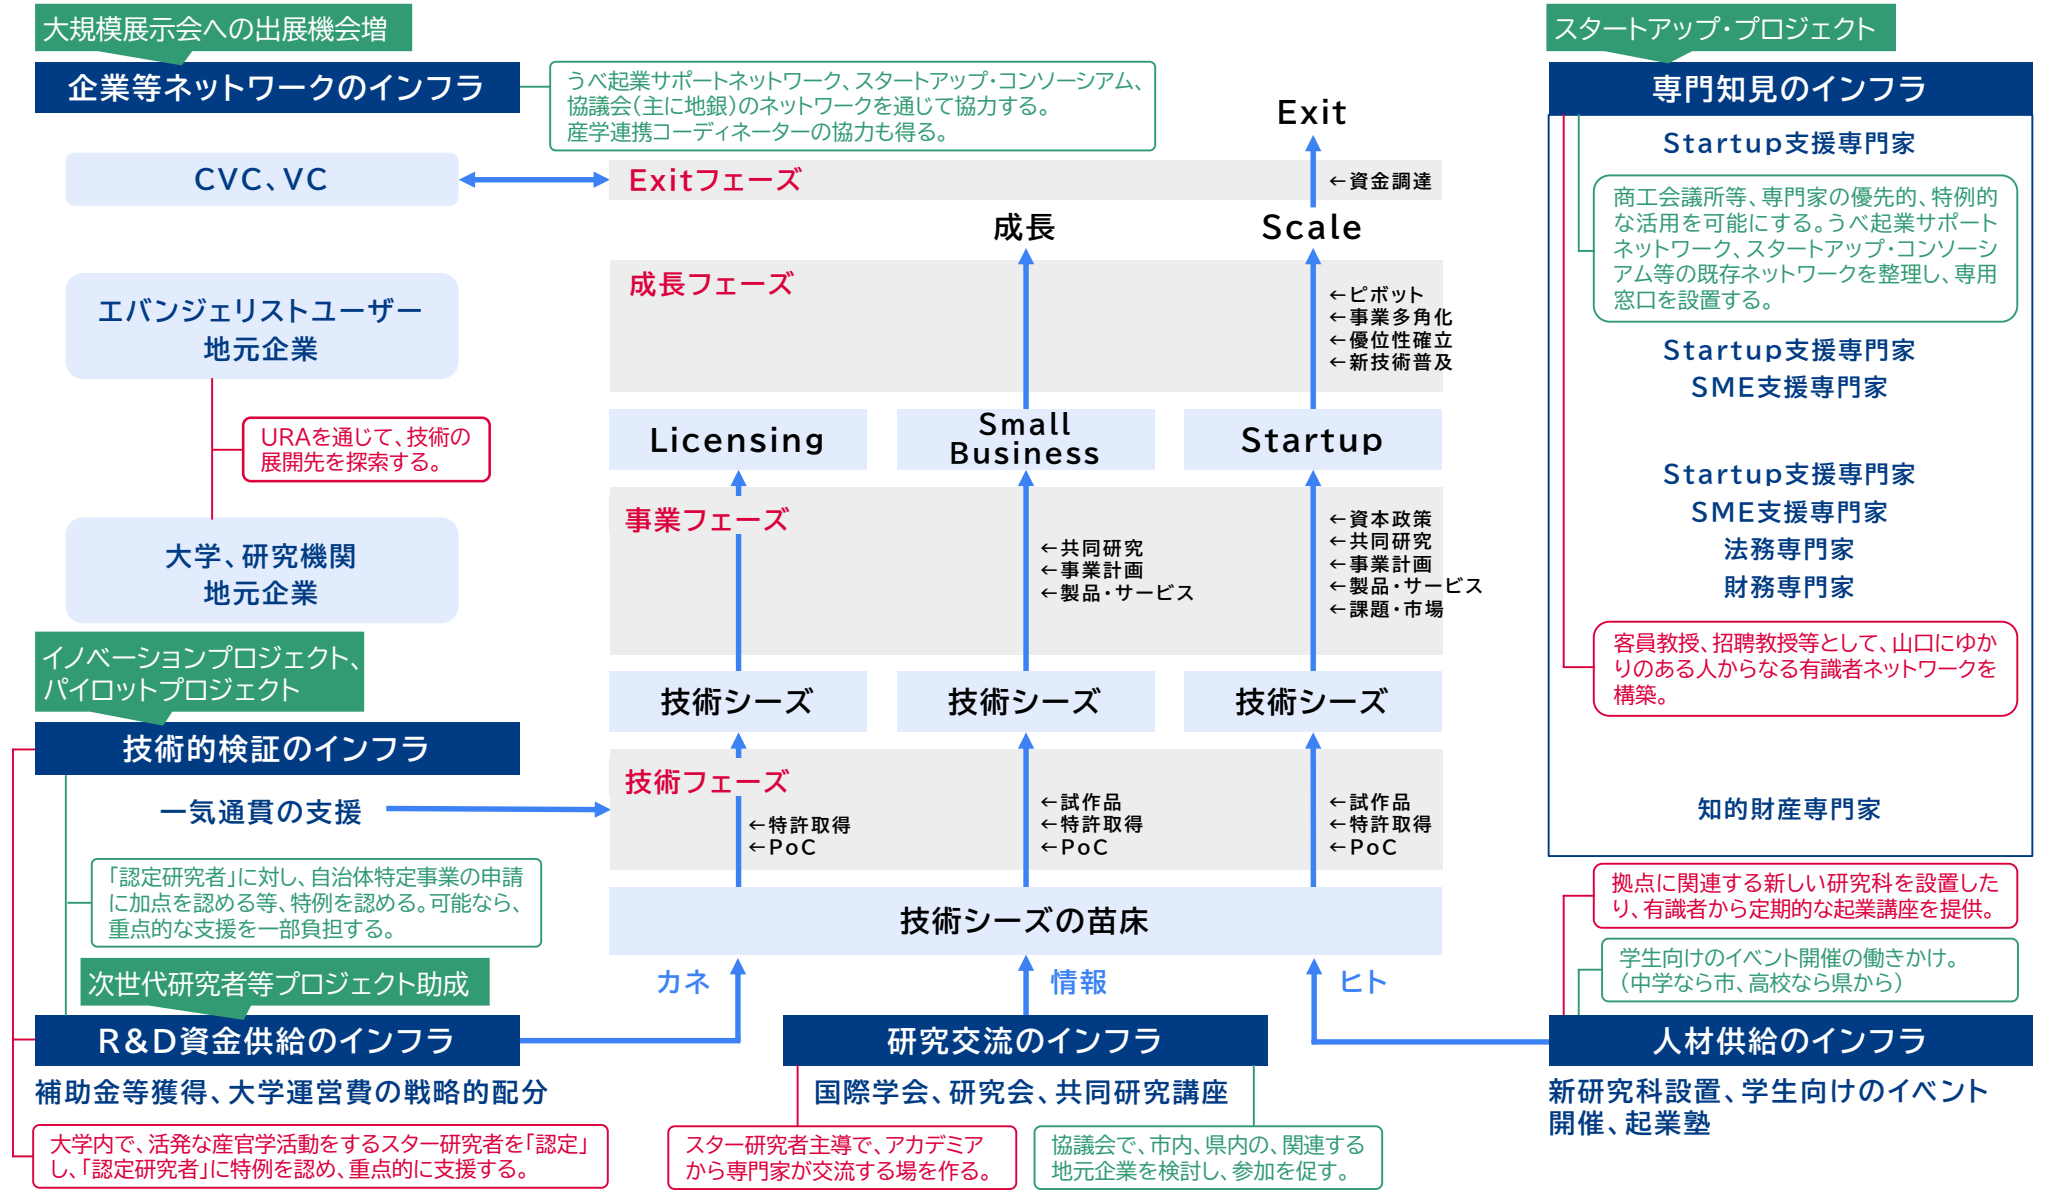 大規模展示会への出展機会増
企業等ネットワークのインフラ
うべ起業サポートネットワーク、スタートアップ・コンソーシアム、
協議会（主に地銀）のネットワークを通じて協力する。
産学連携コーディネーターの協力も得る。
CVC、VC
エバンジェリストユーザー
地元企業
URAを通じて、技術の
展開先を探索する。
大学、研究機関
地元企業
イノベーションプロジェクト、
パイロットプロジェクト
技術的検証のインフラ
一気通貫の支援
「認定研究者」に対し、自治体特定事業の申請
に加点を認める等、特例を認める。可能なら、
重点的な支援を一部負担する。
次世代研究者等プロジェクト助成
R&D資金供給のインフラ
補助金等獲得、大学運営費の戦略的配分
大学内で、活発な産官学活動をするスター研究者を「認定」
し、「認定研究者」に特例を認め、重点的に支援する。
Exit
Exitフェーズ
←資金調達
成長
Scale
成長フェーズ
←ピボット
←事業多角化
←優位性確立
←新技術普及
Licensing
Small
Business
Startup
事業フェーズ
←共同研究
←事業計画
←製品・サービス
←資本政策
←共同研究
←事業計画
←製品・サービス
←課題・市場
技術シーズ
技術シーズ
技術シーズ
技術フェーズ
←特許取得
←PoC
←試作品
←特許取得
←PoC
←試作品
←特許取得
←PoC
技術シーズの苗床
カネ
情報
ヒト
研究交流のインフラ
国際学会、研究会、共同研究講座
スター研究者主導で、アカデミア
から専門家が交流する場を作る。
協議会で、市内、県内の、関連する
地元企業を検討し、参加を促す。
スタートアップ・プロジェクト
専門知見のインフラ
Startup支援専門家
商工会議所等、専門家の優先的、特例的
な活用を可能にする。うべ起業サポート
ネットワーク、スタートアップ・コンソーシ
アム等の既存ネットワークを整理し、専用
窓口を設置する。
Startup支援専門家
SME支援専門家
Startup支援専門家
SME支援専門家
法務専門家
財務専門家
客員教授、招聘教授等として、山口にゆか
りのある人からなる有識者ネットワークを
構築。
知的財産専門家
拠点に関連する新しい研究科を設置した
り、有識者から定期的な起業講座を提供。
学生向けのイベント開催の働きかけ。
（中学なら市、高校なら県から）
人材供給のインフラ
新研究科設置、学生向けのイベント
開催、起業塾